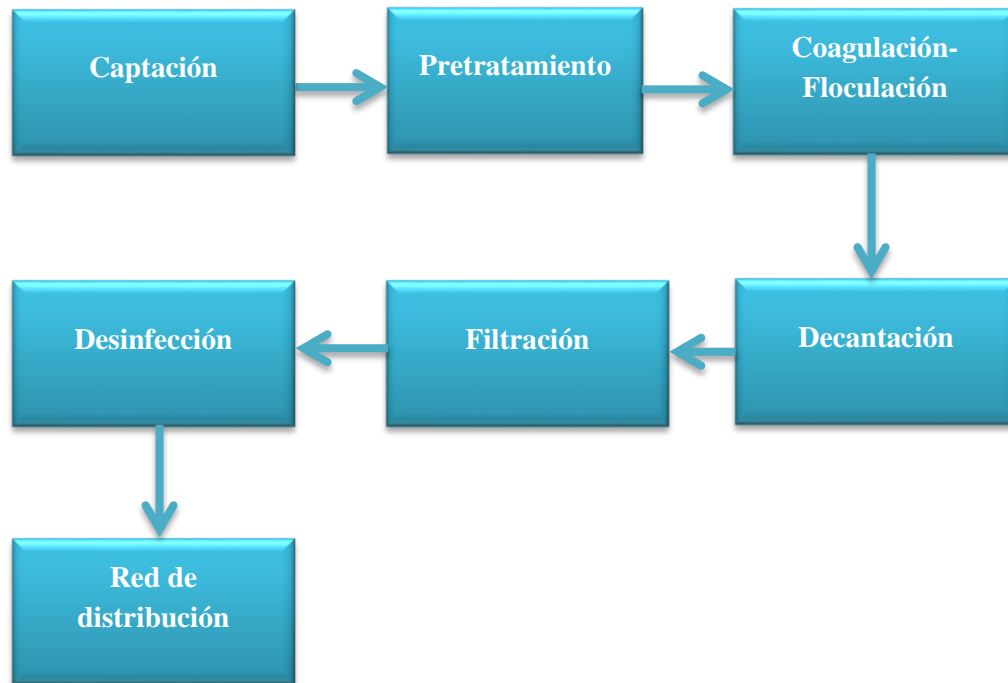 Captación
Pretratamiento
Coagulación-
Floculación
Decantación
Filtración
Desinfección
Red de
distribución